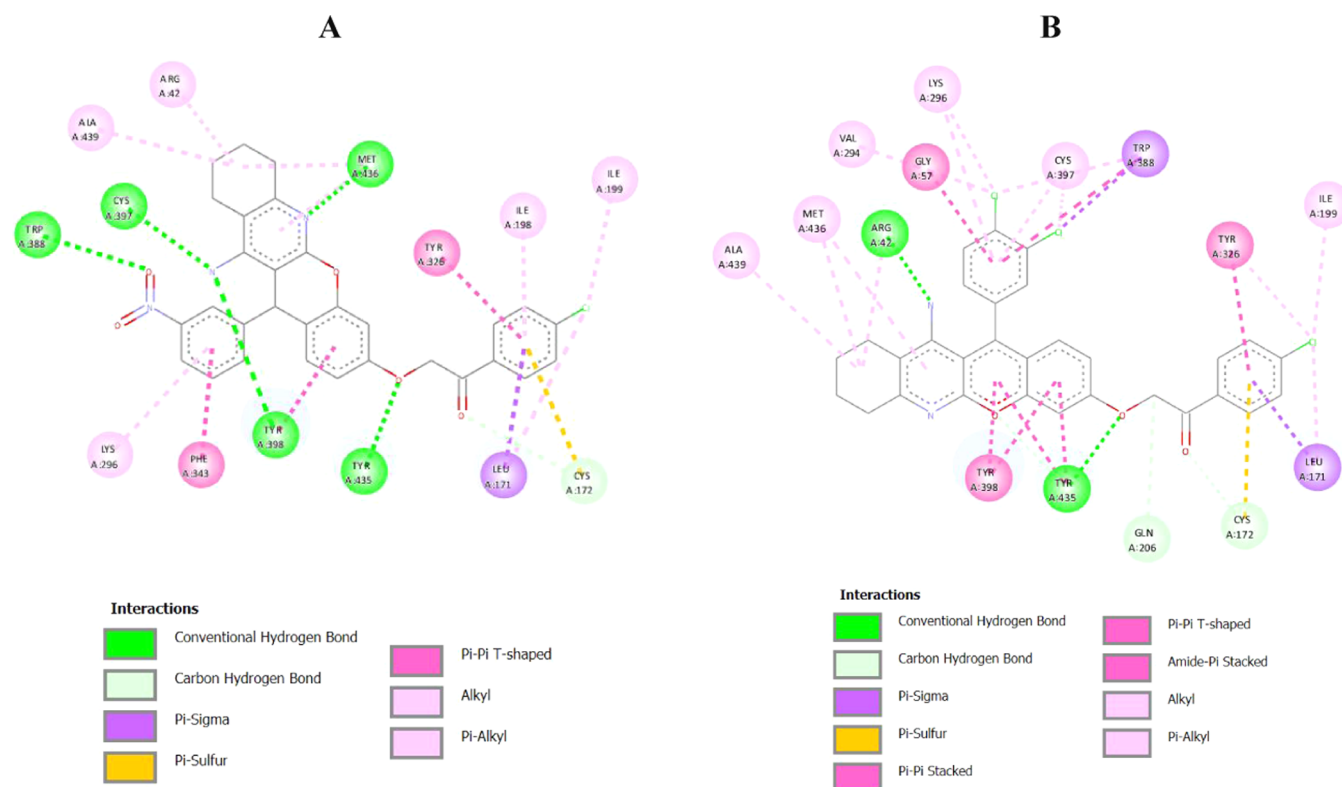 A
ARG
A:42
ALA
A:439
MET
A:436
CYS
A:397
TRP
A:388
ILE
A:199
ILE
A:198
TYR
A:326
N
N
N
O
O
O
O
O
Cl
LYS
A:296
PHE
A:343
TYR
A:398
TYR
A:435
LEU
A:171
CYS
A:172
Interactions
Conventional Hydrogen Bond
Carbon Hydrogen Bond
Pi-Sigma
Pi-Sulfur
Pi-Pi T-shaped
Alkyl
Pi-Alkyl
B
LYS
A:296
VAL
A:294
GLY
A:57
CYS
A:397
TRP
A:388
MET
A:436
ARG
A:42
ALA
A:439
TYR
A:326
ILE
A:199
Cl
Cl
N
N
O
O
O
Cl
TYR
A:398
TYR
A:435
GLN
A:206
CYS
A:172
LEU
A:171
Interactions
Conventional Hydrogen Bond
Carbon Hydrogen Bond
Pi-Sigma
Pi-Sulfur
Pi-Pi Stacked
Pi-Pi T-shaped
Amide-Pi Stacked
Alkyl
Pi-Alkyl